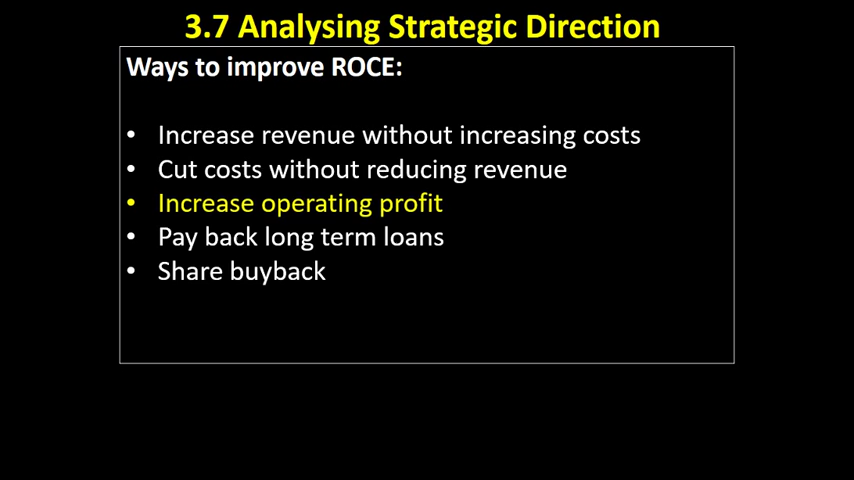 3.7 Analysing Strategic Direction
Ways to improve ROCE:
• Increase revenue without increasing costs
• Cut costs without reducing revenue
• Increase operating profit
• Pay back long term loans
• Share buyback